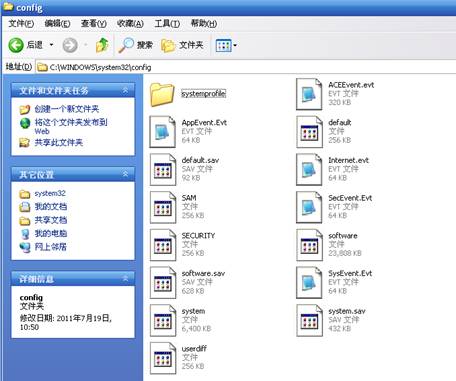 config
文件(F) 编辑(E) 查看(V) 收藏(A) 工具(T) 帮助(H)
后退 搜索 文件夹
地址(D) C:\WINDOWS\system32\config
文件和文件夹任务
创建一个新文件夹
将这个文件夹发布到
Web
共享此文件夹
其它位置
system32
我的文档
共享文档
我的电脑
网上邻居
详细信息
config
文件夹
修改日期: 2011年7月19日,
10:50
systemprofile
ACEEvent.evt
EVT 文件
320 KB
AppEvent.Evt
EVT 文件
64 KB
default
文件
256 KB
default.sav
SAV 文件
92 KB
Internet.evt
EVT 文件
64 KB
SAM
文件
256 KB
SecEvent.Evt
EVT 文件
64 KB
SECURITY
文件
256 KB
software
文件
23,808 KB
software.sav
SAV 文件
628 KB
SysEvent.Evt
EVT 文件
64 KB
system
文件
6,400 KB
system.sav
SAV 文件
432 KB
userdiff
文件
256 KB